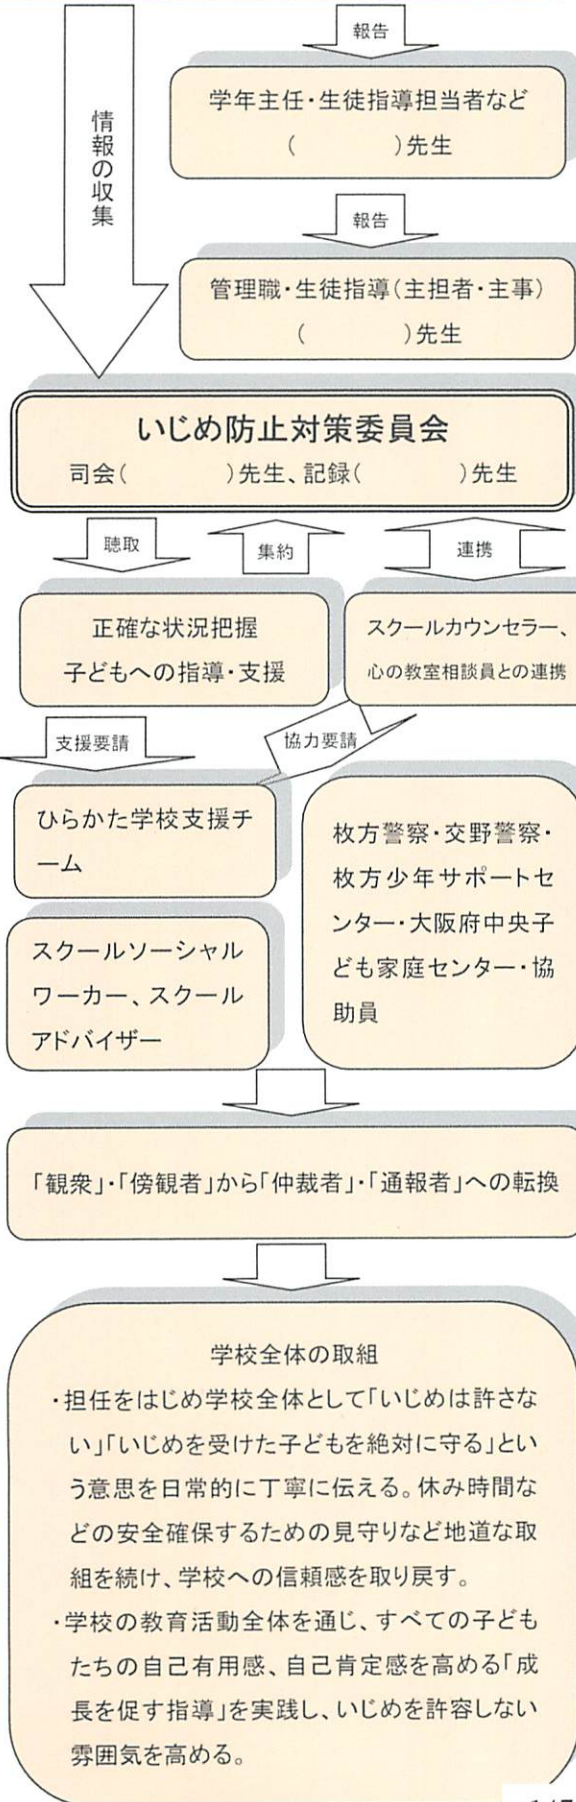 報告
学年主任・生徒指導担当者など
(　　　　)先生
情報の収集
報告
管理職・生徒指導(主担者・主事)
(　　　　)先生
いじめ防止対策委員会
司会(　　　　)先生、記録(　　　　)先生
聴取
集約
連携
正確な状況把握
子どもへの指導・支援
スクールカウンセラー、
心の教室相談員との連携
支援要請
協力要請
ひらかた学校支援チ
ーム
枚方警察・交野警察・
枚方少年サポートセ
ンター・大阪府中央子
ども家庭センター・協
助員
スクールソーシャル
ワーカー、スクール
アドバイザー
「観衆」・「傍観者」から「仲裁者」・「通報者」への転換
学校全体の取組
・担任をはじめ学校全体として「いじめは許さな
い」「いじめを受けた子どもを絶対に守る」とい
う意思を日常的に丁寧に伝える。休み時間な
どの安全確保するための見守りなど地道な取
組を続け、学校への信頼感を取り戻す。
・学校の教育活動全体を通じ、すべての子ども
たちの自己有用感、自己肯定感を高める「成
長を促す指導」を実践し、いじめを許容しない
雰囲気を高める。